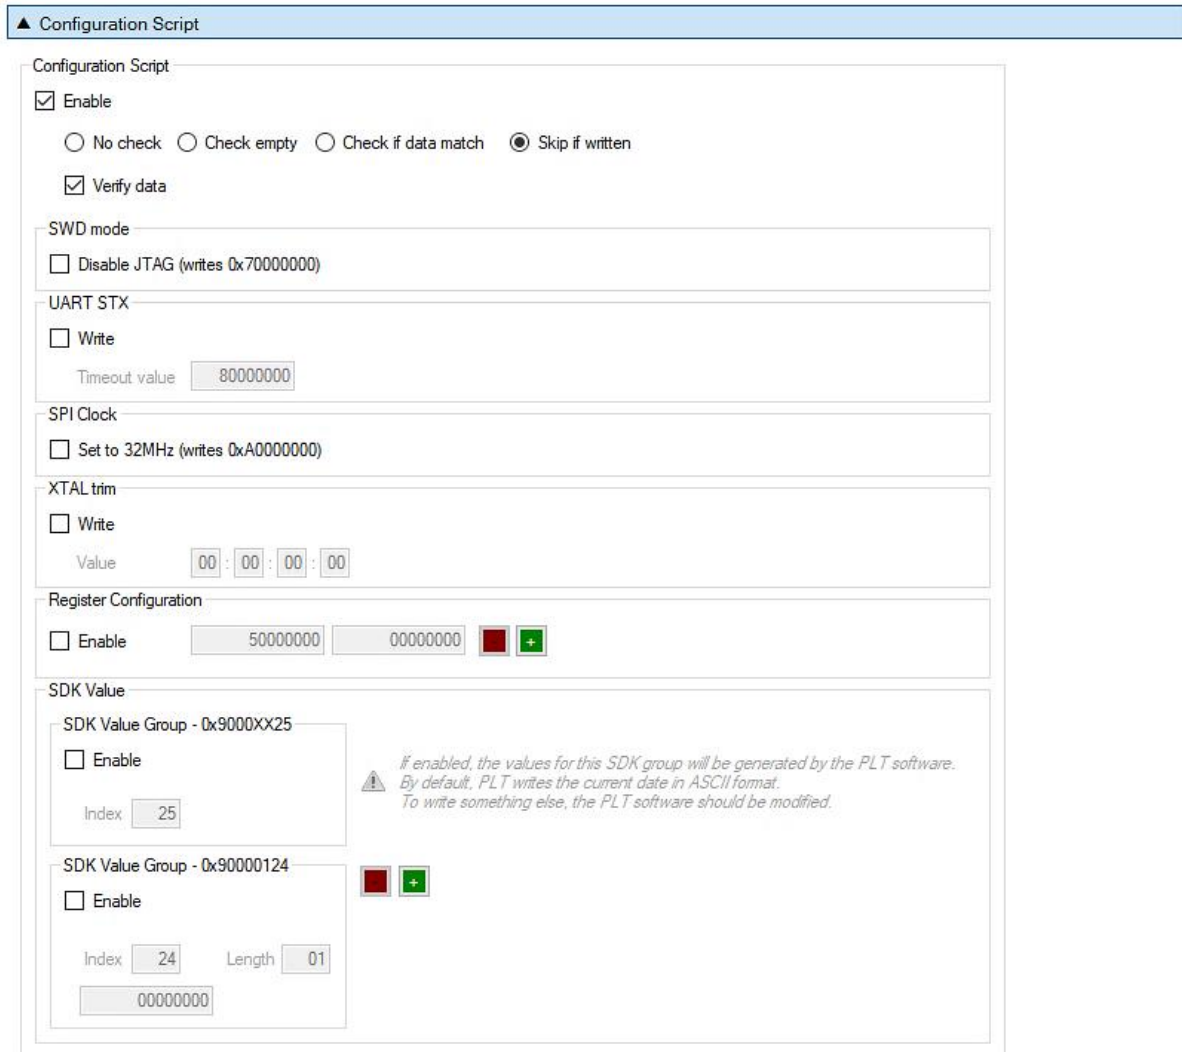 ▲ Configuration Script
Configuration Script
Enable
No check Check empty Check if data match Skip if written
Verify data
SWD mode
Disable JTAG (writes 0x70000000)
UART STX
Write
Timeout value 80000000
SPI Clock
Set to 32MHz (writes 0xA0000000)
XTAL trim
Write
Value 00 : 00 : 00 : 00
Register Configuration
Enable 50000000 00000000 - +
SDK Value
SDK Value Group - 0x9000XX25
Enable
If enabled, the values for this SDK group will be generated by the PLT software.
By default, PLT writes the current date in ASCII format.
To write something else, the PLT software should be modified.
Index 25
SDK Value Group - 0x90000124
- +
Enable
Index 24 Length 01
00000000